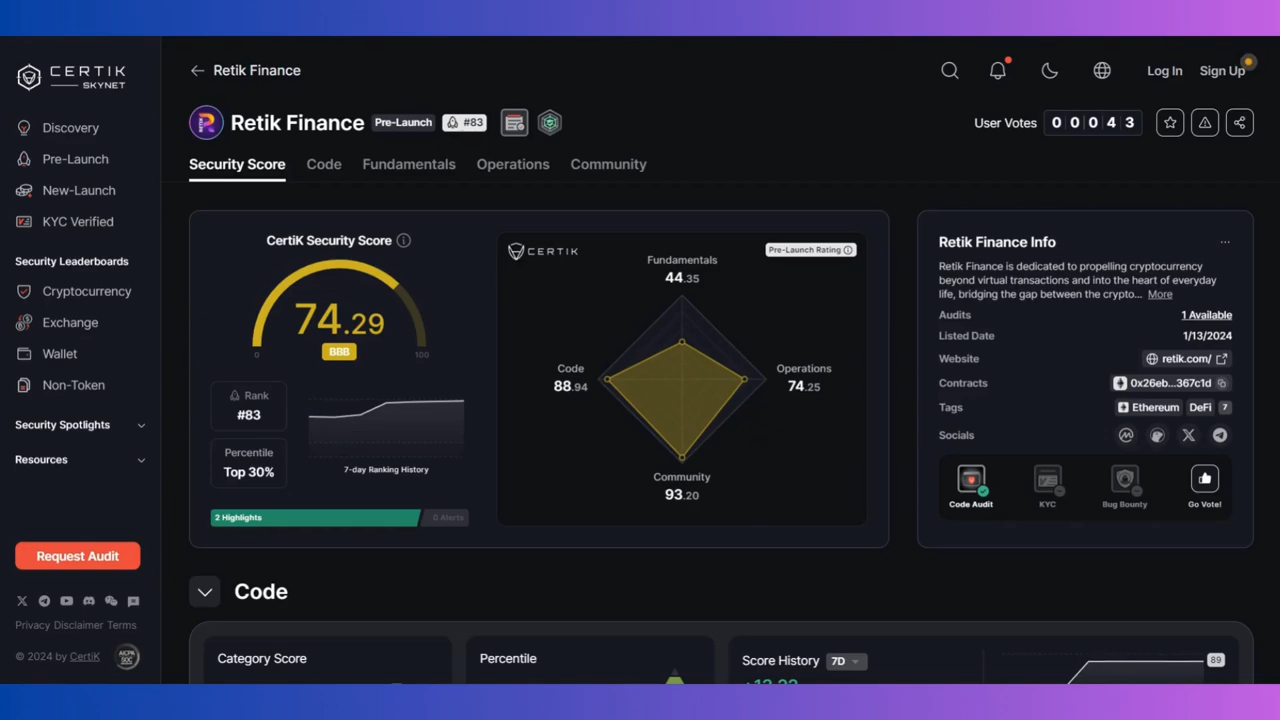 CERTIK
SKYNET
Discovery
Pre-Launch
New-Launch
KYC Verified
Security Leaderboards
Cryptocurrency
Exchange
Wallet
Non-Token
Security Spotlights
Resources
Request Audit
Privacy Disclaimer Terms
© 2024 by CertiK
AICPA
SOC
Retik Finance
Log In
Sign Up
Retik Finance
Pre-Launch
#83
User Votes
0 0 0 4 3
Security Score
Code
Fundamentals
Operations
Community
CertiK Security Score
74.29
BBB
0
100
Rank
#83
Percentile
Top 30%
7-day Ranking History
2 Highlights
0 Alerts
CERTIK
Pre-Launch Rating
Fundamentals
44.35
Code
88.94
Operations
74.25
Community
93.20
Retik Finance Info
Retik Finance is dedicated to propelling cryptocurrency
beyond virtual transactions and into the heart of everyday
life, bridging the gap between the crypto... More
Audits
1 Available
Listed Date
1/13/2024
Website
retik.com/
Contracts
0x26eb...367c1d
Tags
Ethereum
DeFi
7
Socials
Code Audit
KYC
Bug Bounty
Go Vote!
Code
Category Score
Percentile
Score History
7D
89